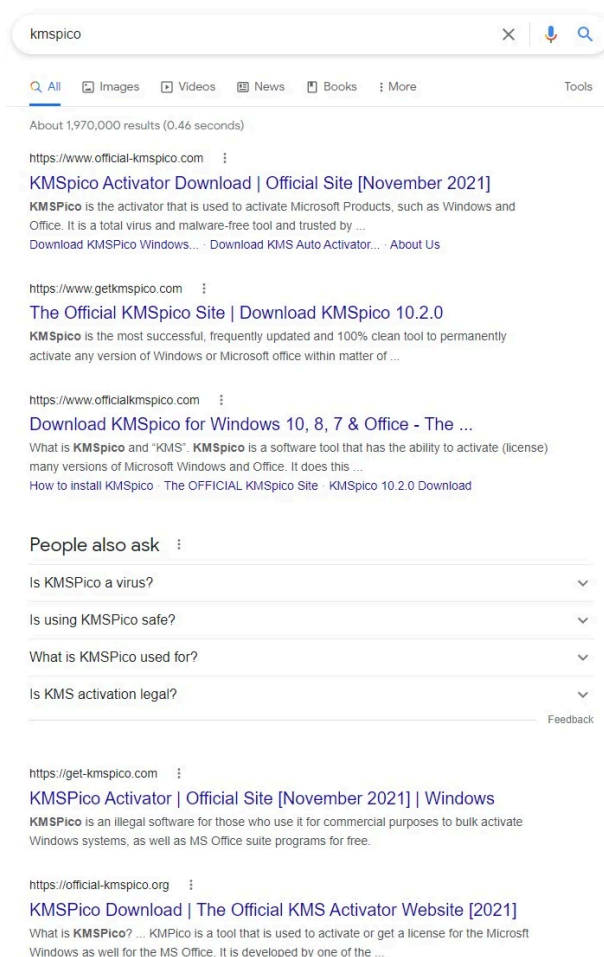 kmspico
All Images Videos News Books More Tools
About 1,970,000 results (0.46 seconds)
https://www.official-kmspico.com
KMSpico Activator Download | Official Site [November 2021]
KMSPico is the activator that is used to activate Microsoft Products, such as Windows and
Office. It is a total virus and malware-free tool and trusted by ...
Download KMSPico Windows... · Download KMS Auto Activator... · About Us
https://www.getkmspico.com
The Official KMSpico Site | Download KMSpico 10.2.0
KMSpico is the most successful, frequently updated and 100% clean tool to permanently
activate any version of Windows or Microsoft office within matter of ...
https://www.officialkmspico.com
Download KMSpico for Windows 10, 8, 7 & Office - The ...
What is KMSpico and “KMS”. KMSpico is a software tool that has the ability to activate (license)
many versions of Microsoft Windows and Office. It does this ...
How to install KMSpico · The OFFICIAL KMSpico Site · KMSpico 10.2.0 Download
People also ask
Is KMSPico a virus?
Is using KMSPico safe?
What is KMSPico used for?
Is KMS activation legal?
Feedback
https://get-kmspico.com
KMSPico Activator | Official Site [November 2021] | Windows
KMSPico is an illegal software for those who use it for commercial purposes to bulk activate
Windows systems, as well as MS Office suite programs for free.
https://official-kmspico.org
KMSPico Download | The Official KMS Activator Website [2021]
What is KMSPico? ... KMPico is a tool that is used to activate or get a license for the Microsft
Windows as well for the MS Office. It is developed by one of the ...